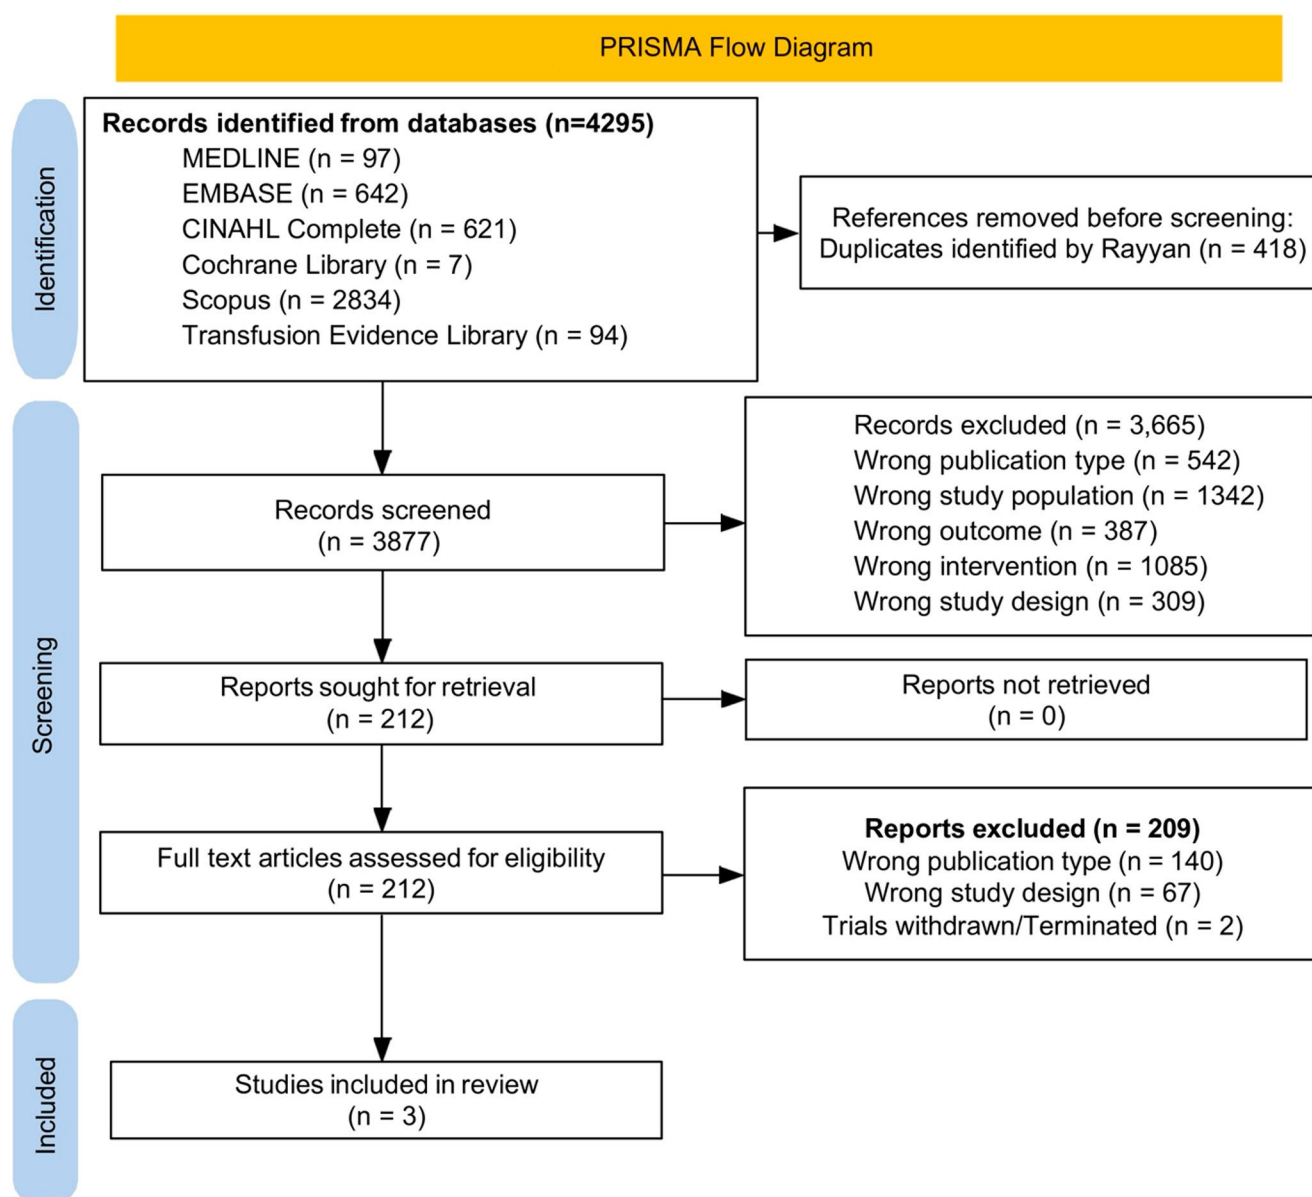 PRISMA Flow Diagram
Identification
Records identified from databases (n=4295)
MEDLINE (n = 97)
EMBASE (n = 642)
CINAHL Complete (n = 621)
Cochrane Library (n = 7)
Scopus (n = 2834)
Transfusion Evidence Library (n = 94)
References removed before screening:
Duplicates identified by Rayyan (n = 418)
Screening
Records screened
(n = 3877)
Records excluded (n = 3,665)
Wrong publication type (n = 542)
Wrong study population (n = 1342)
Wrong outcome (n = 387)
Wrong intervention (n = 1085)
Wrong study design (n = 309)
Reports sought for retrieval
(n = 212)
Reports not retrieved
(n = 0)
Full text articles assessed for eligibility
(n = 212)
Reports excluded (n = 209)
Wrong publication type (n = 140)
Wrong study design (n = 67)
Trials withdrawn/Terminated (n = 2)
Included
Studies included in review
(n = 3)